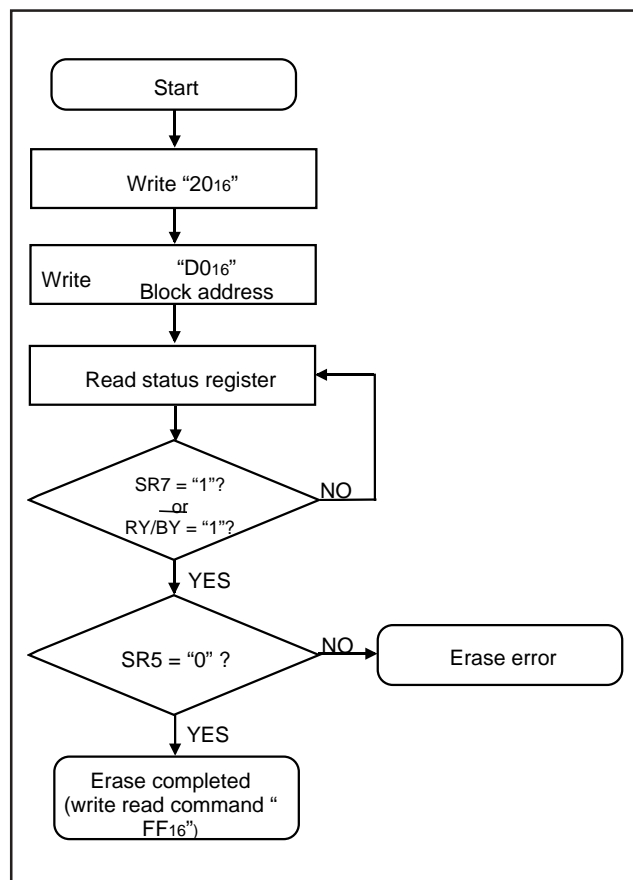 Start
Write “2016”
“D016”
Write Block address
Read status register
SR7 = “1”?
or
RY/BY = “1”?
NO
YES
SR5 = “0” ?
NO
Erase error
YES
Erase completed
(write read command “
FF16”)